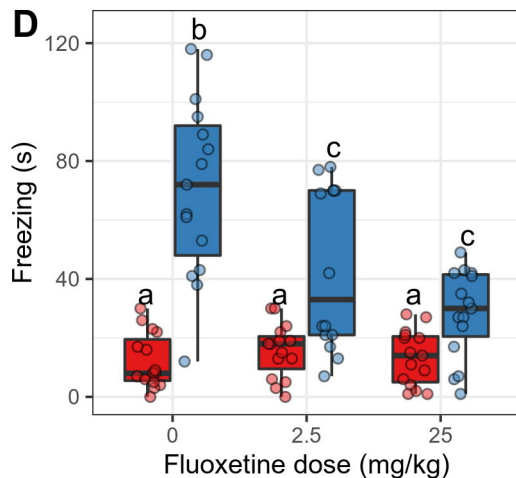 D
120
80
40
0
Freezing (s)
b
c
c
a
a
a
0
2.5
25
Fluoxetine dose (mg/kg)